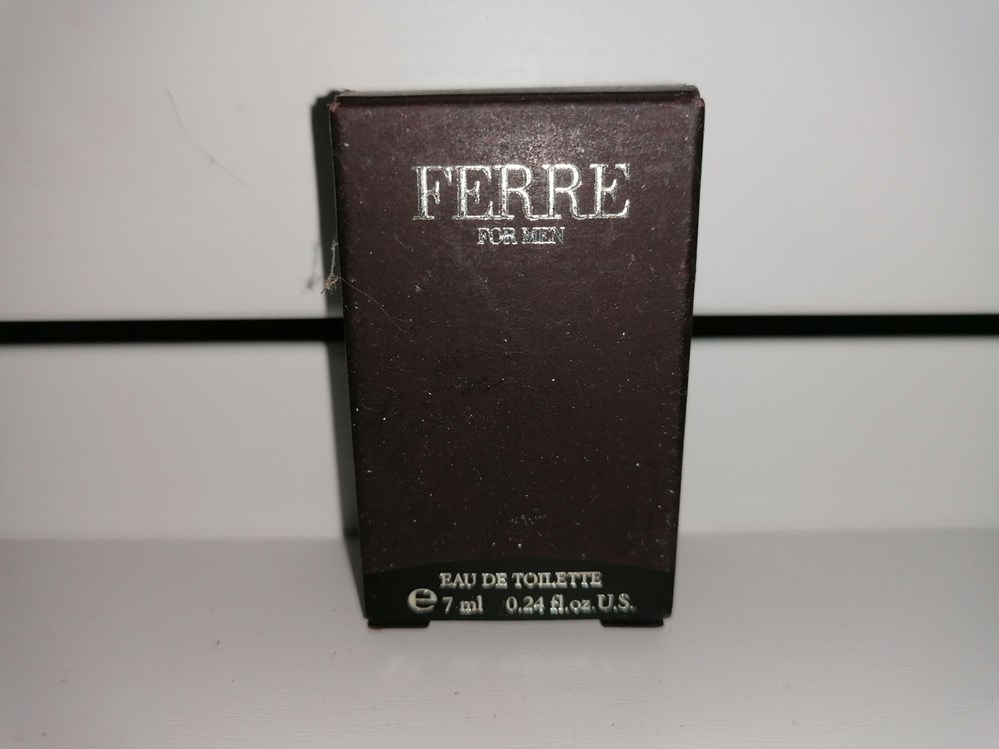 FERRE
FOR MEN
EAU DE TOILETTE
e 7 ml 0.24 fl.oz U.S.